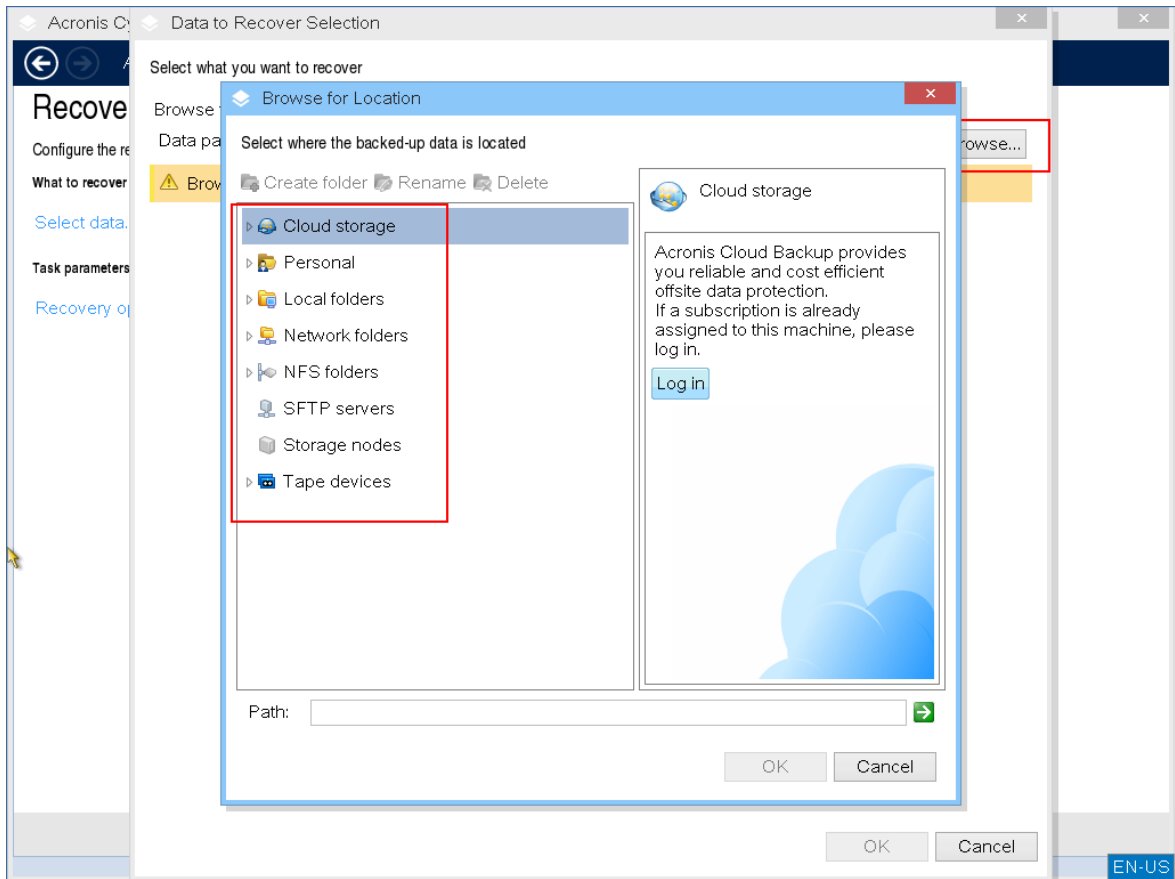 Acronis Cy
Data to Recover Selection
Select what you want to recover
Recove
Browse
Browse for Location
Configure the re
Data pa
Select where the backed-up data is located
rowse...
What to recover
Brow
Create folder Rename Delete
Cloud storage
Select data.
Cloud storage
Personal
Local folders
Network folders
NFS folders
SFTP servers
Storage nodes
Tape devices
Acronis Cloud Backup provides
you reliable and cost efficient
offsite data protection.
If a subscription is already
assigned to this machine, please
log in.
Log in
Task parameters
Recovery op
Path:
OK Cancel
OK Cancel
EN-US